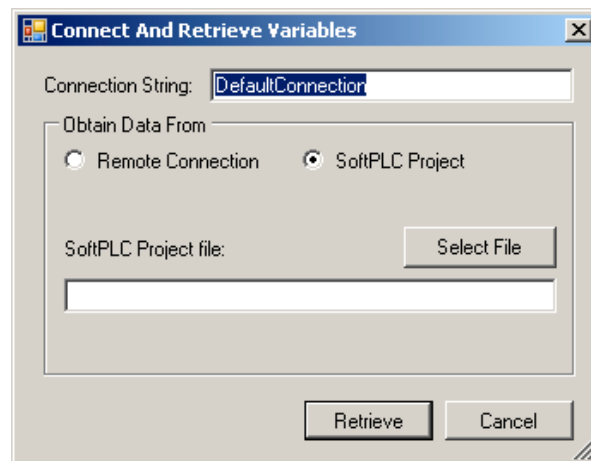 Connect And Retrieve Variables
Connection String: DefaultConnection
Obtain Data From
Remote Connection SoftPLC Project
SoftPLC Project file: Select File
Retrieve Cancel